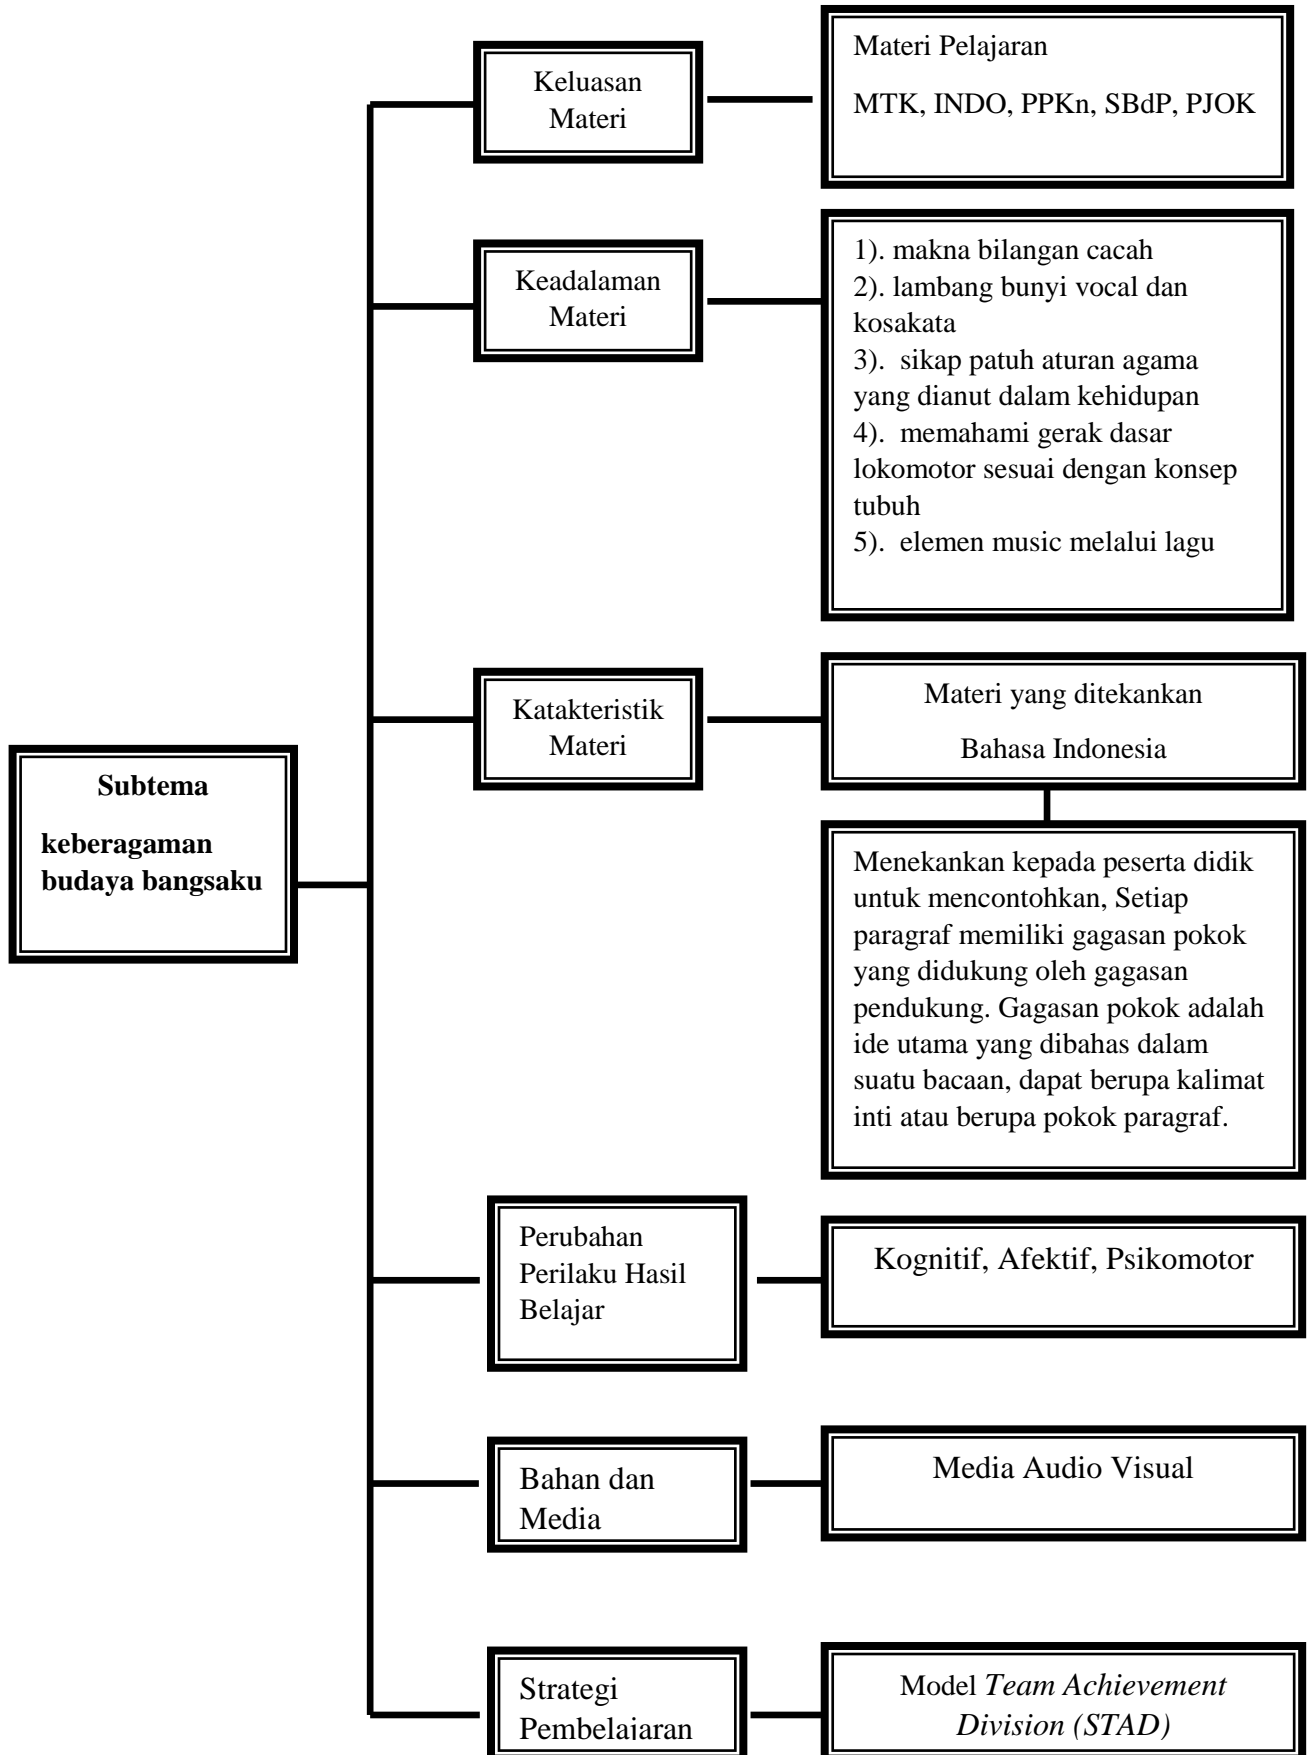 Keluasan
Materi
Materi Pelajaran
MTK, INDO, PPKn, SBdP, PJOK
Keadalaman
Materi
1). makna bilangan cacah
2). lambang bunyi vocal dan
kosakata
3). sikap patuh aturan agama
yang dianut dalam kehidupan
4). memahami gerak dasar
lokomotor sesuai dengan konsep
tubuh
5). elemen music melalui lagu
Katakteristik
Materi
Materi yang ditekankan
Bahasa Indonesia
Subtema
keberagaman
budaya bangsaku
Menekankan kepada peserta didik
untuk mencontohkan, Setiap
paragraf memiliki gagasan pokok
yang didukung oleh gagasan
pendukung. Gagasan pokok adalah
ide utama yang dibahas dalam
suatu bacaan, dapat berupa kalimat
inti atau berupa pokok paragraf.
Perubahan
Perilaku Hasil
Belajar
Kognitif, Afektif, Psikomotor
Bahan dan
Media
Media Audio Visual
Strategi
Pembelajaran
Model Team Achievement
Division (STAD)